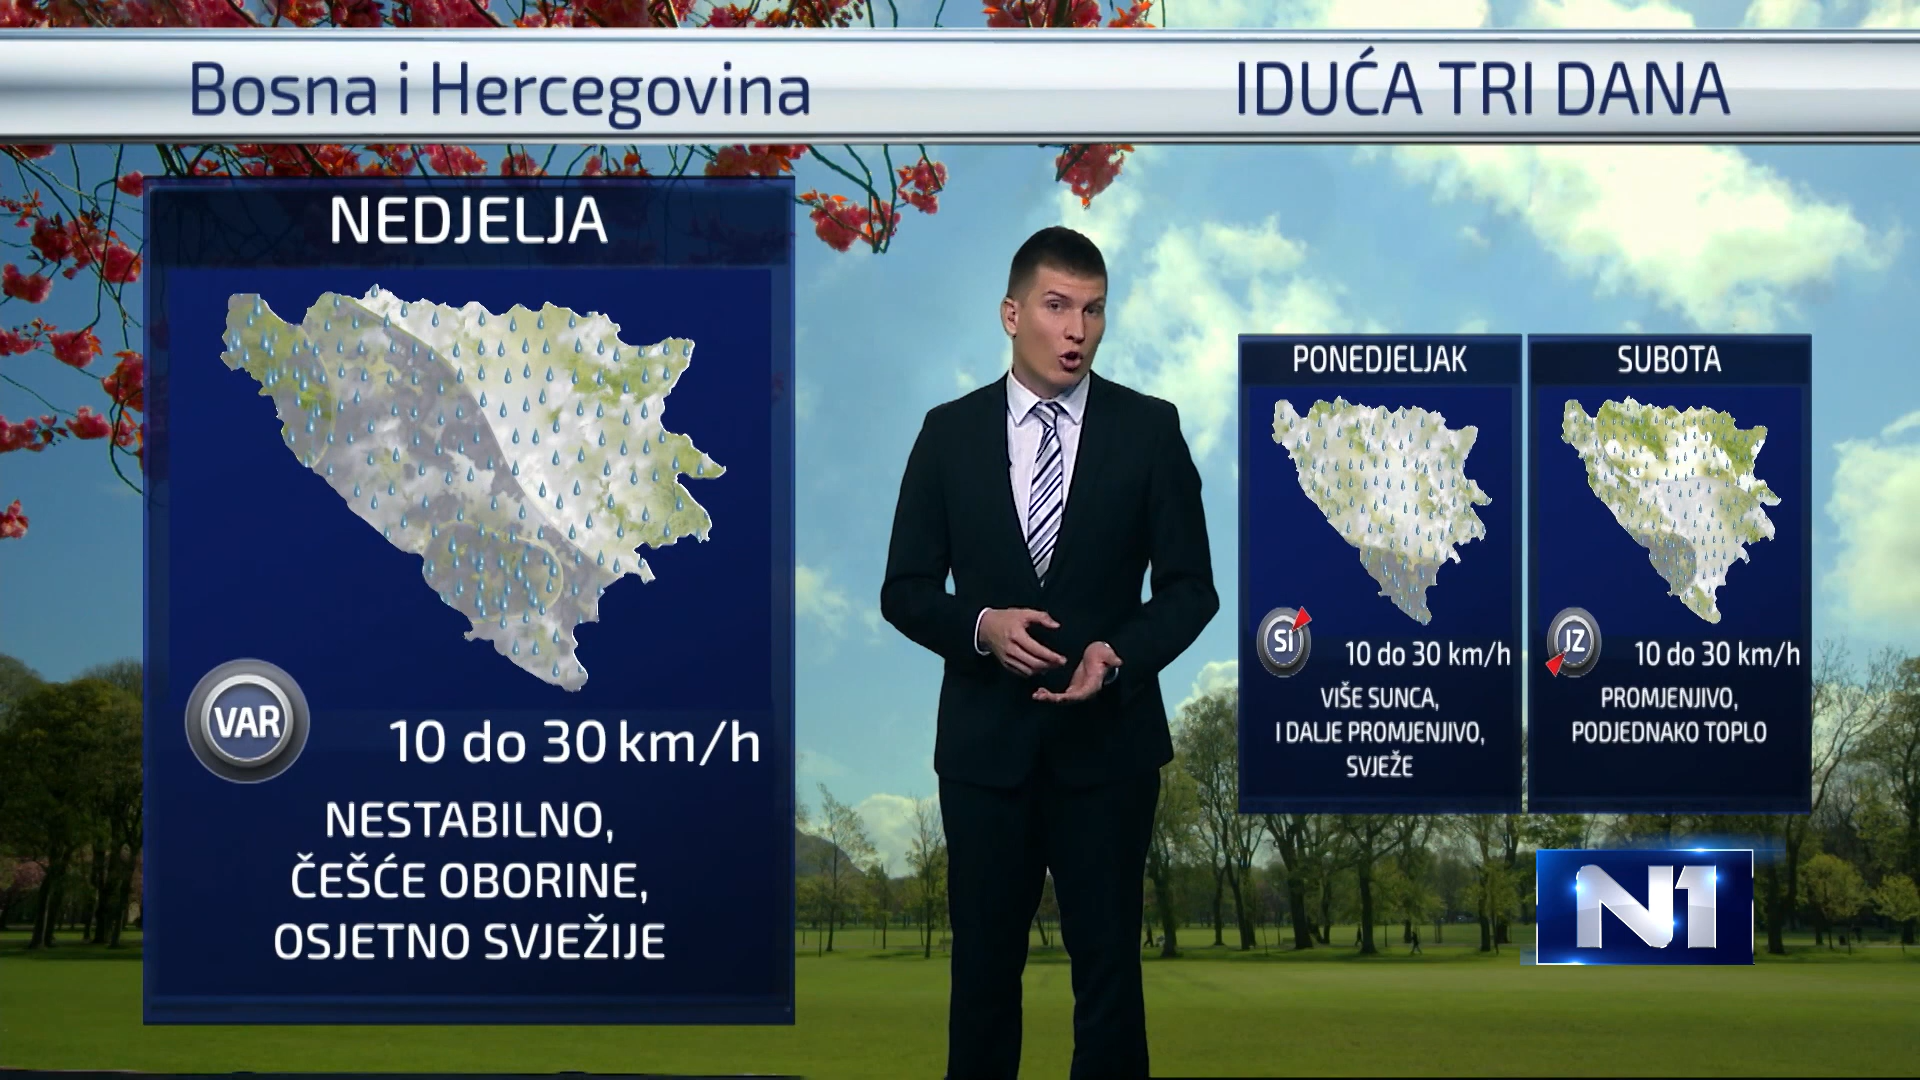 Bosna i Hercegovina
IDUĆA TRI DANA
NEDJELJA
VAR
10 do 30 km/h
NESTABILNO,
ČEŠĆE OBORINE,
OSJETNO SVJEŽIJE
PONEDJELJAK
SI
10 do 30 km/h
VIŠE SUNCA,
I DALJE PROMJENJIVO,
SVJEŽE
SUBOTA
JZ
10 do 30 km/h
PROMJENJIVO,
PODJEDNAKO TOPLO
N1